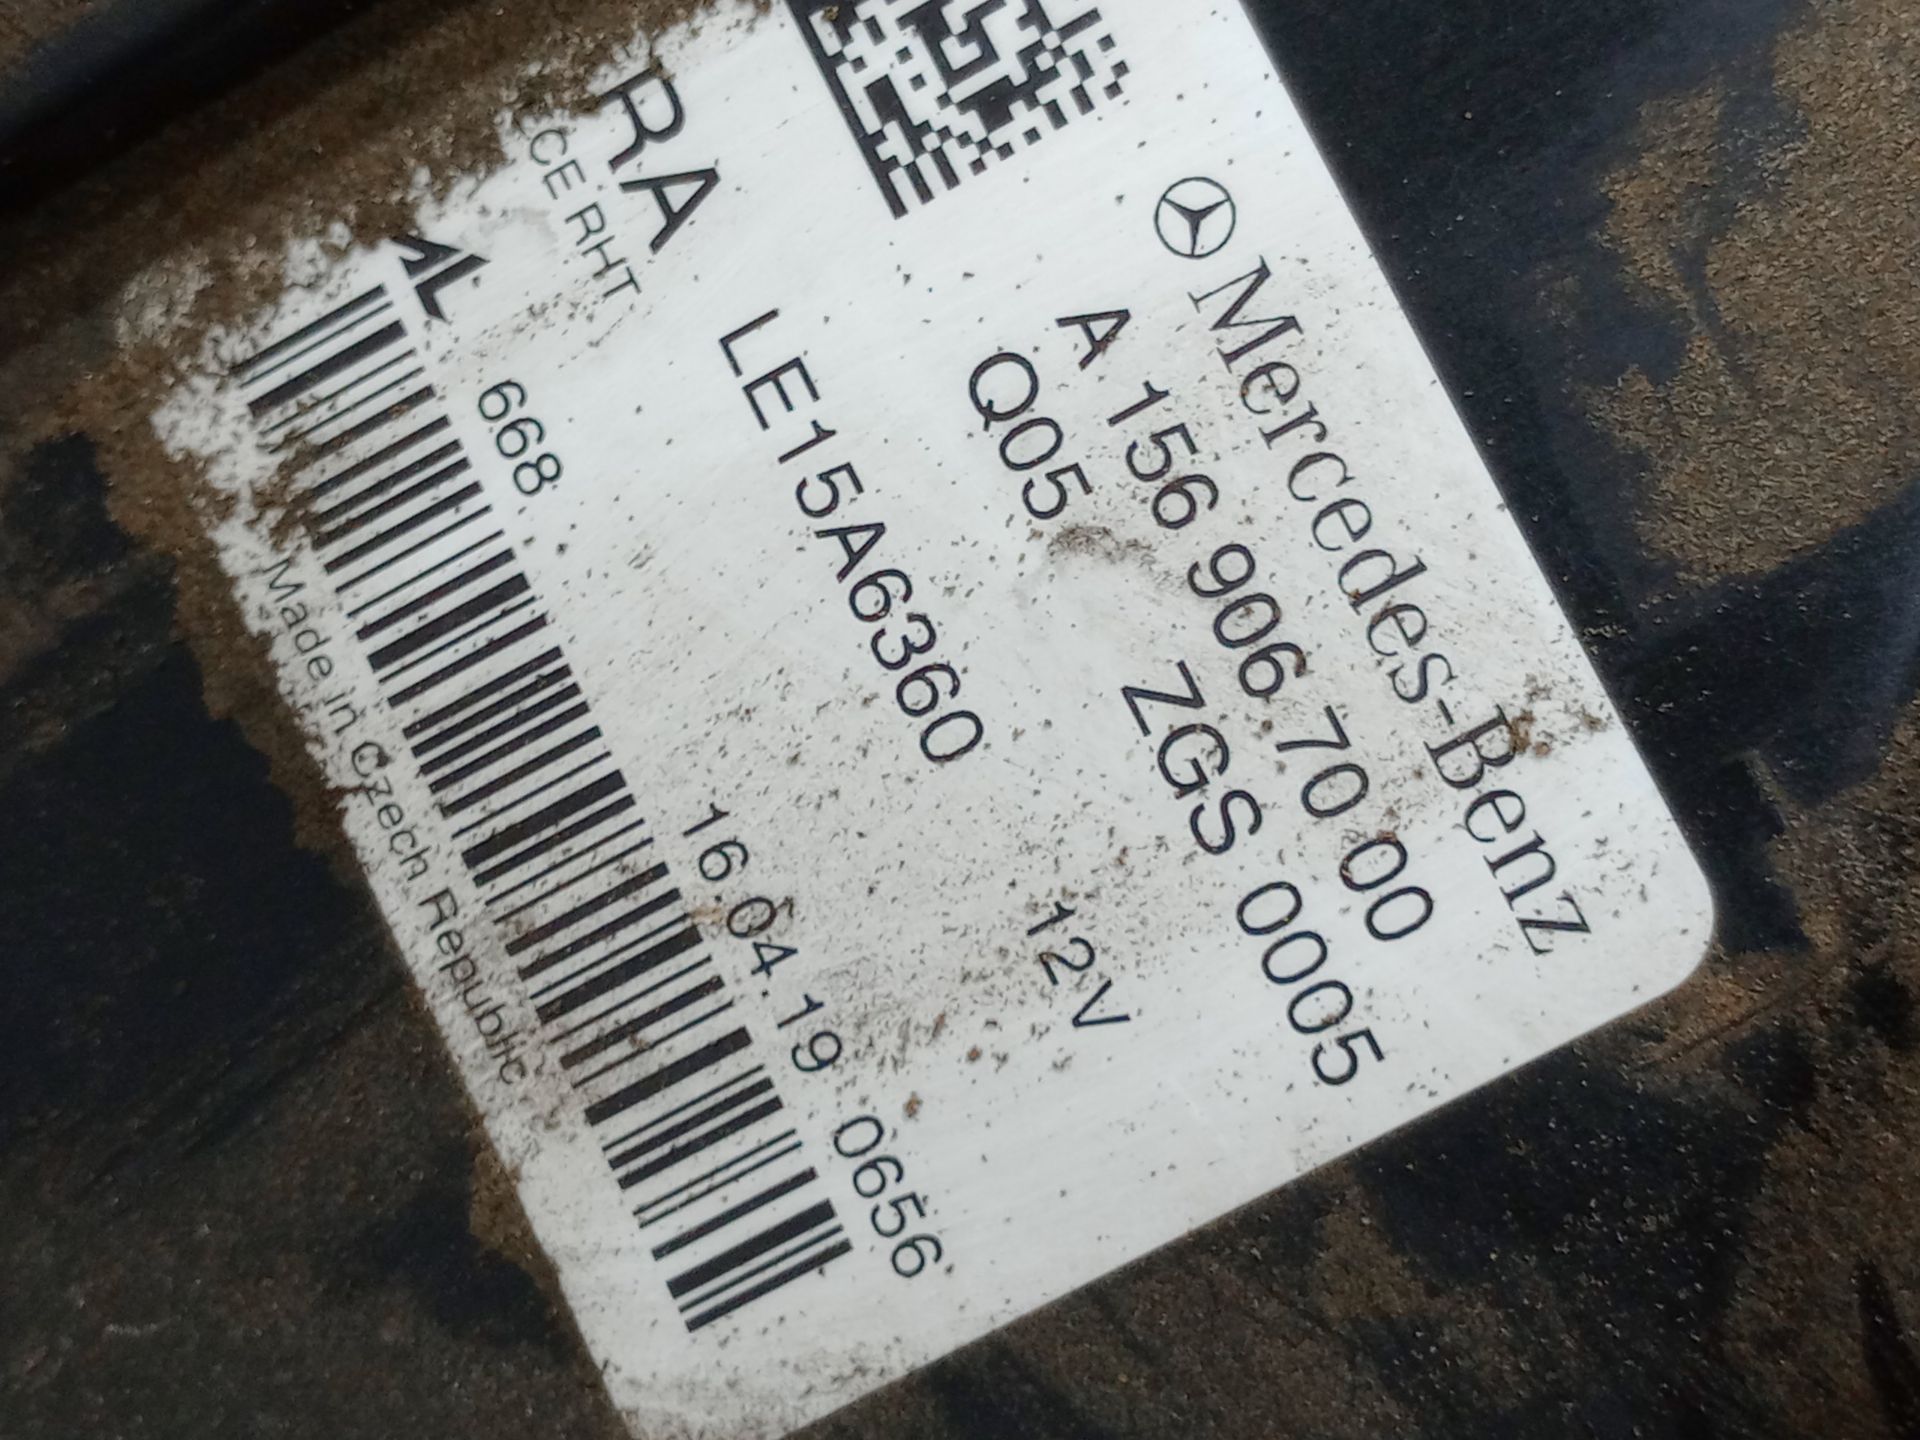 Mercedes-Benz
A 156 906 70 00
Q05 ZGS 0005
12V
LE15A6360
RA
CE RHT
AL
668
16.04.19 0656
Made in Czech Republic